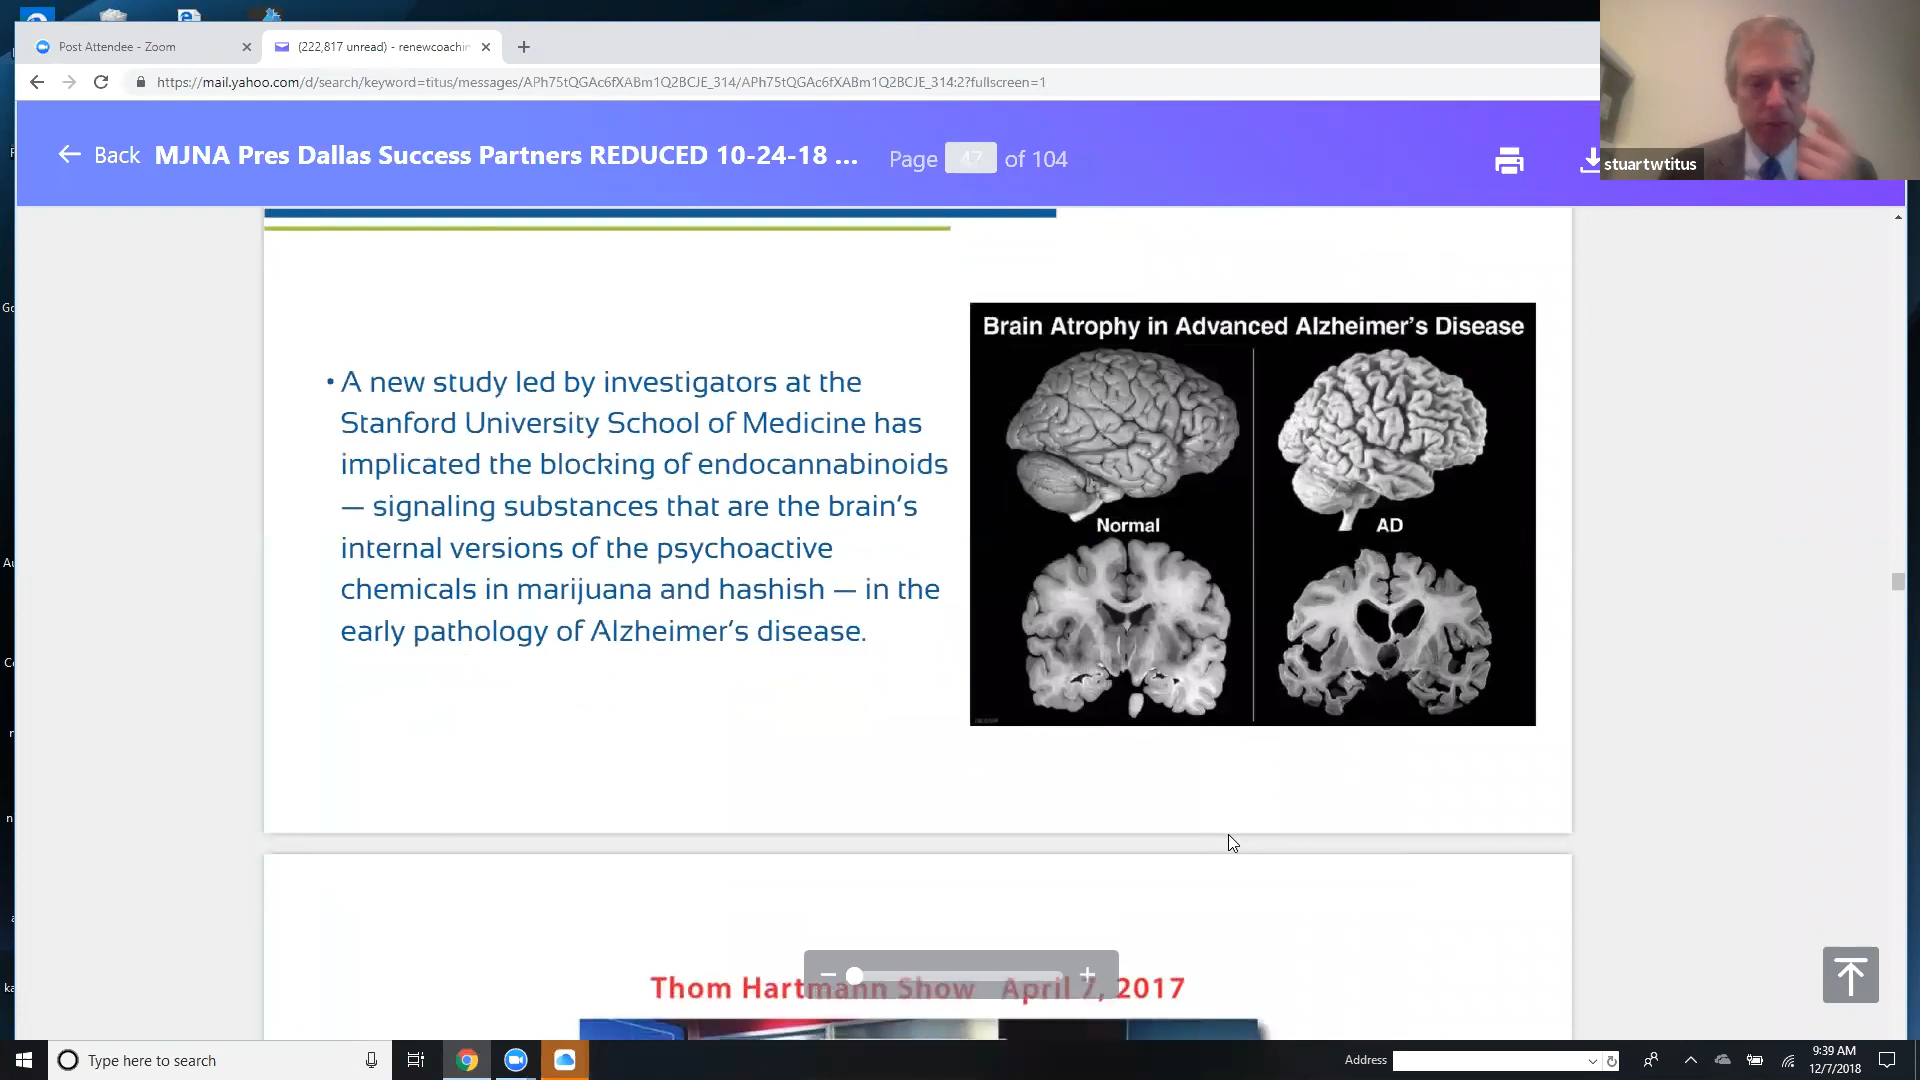 Post Attendee - Zoom
(222,817 unread) - renewcoachin
https://mail.yahoo.com/d/search/keyword=titus/messages/APh75tQGAc6fXABm1Q2BCJE_314/APh75tQGAc6fXABm1Q2BCJE_314:2?fullscreen=1
Back MJNA Pres Dallas Success Partners REDUCED 10-24-18 ... Page 47 of 104
stuartwtitus
• A new study led by investigators at the
Stanford University School of Medicine has
implicated the blocking of endocannabinoids
— signaling substances that are the brain's
internal versions of the psychoactive
chemicals in marijuana and hashish — in the
early pathology of Alzheimer's disease.
Brain Atrophy in Advanced Alzheimer's Disease
Normal
AD
Thom Hartmann Show April 7, 2017
Type here to search
Address
9:39 AM
12/7/2018